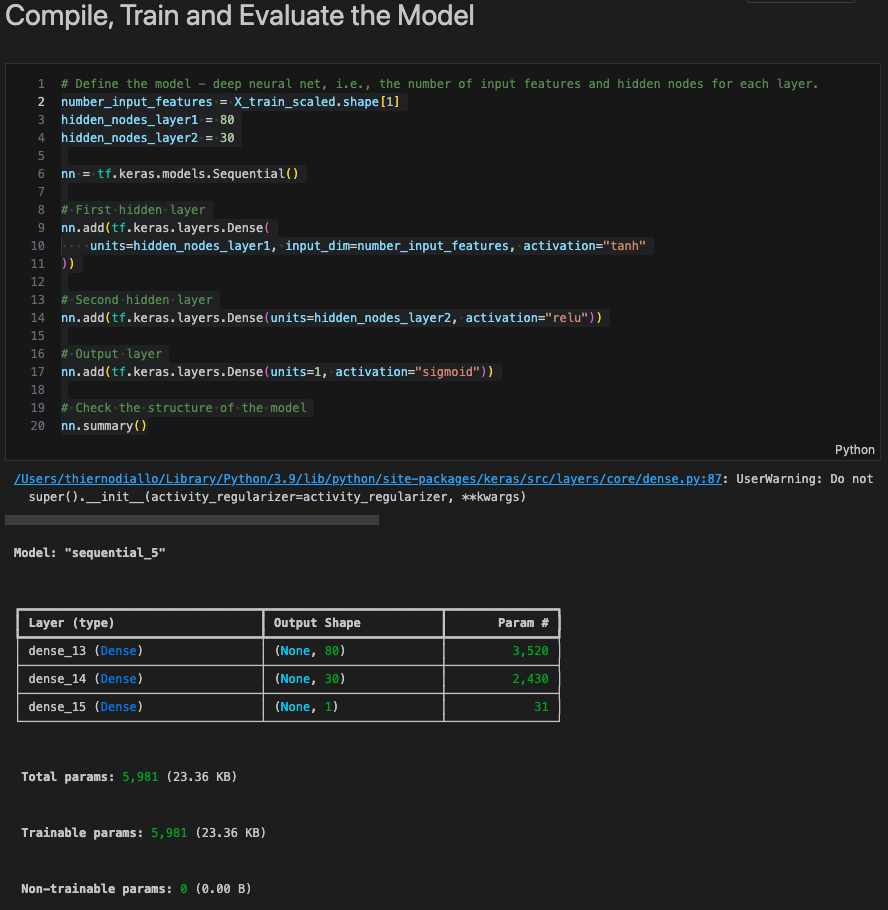 Compile, Train and Evaluate the Model
1 # Define the model - deep neural net, i.e., the number of input features and hidden nodes for each layer.
2 number_input_features = X_train_scaled.shape[1]
3 hidden_nodes_layer1 = 80
4 hidden_nodes_layer2 = 30
5
6 nn = tf.keras.models.Sequential()
7
8 # First hidden layer
9 nn.add(tf.keras.layers.Dense(
10     units=hidden_nodes_layer1, input_dim=number_input_features, activation="tanh"
11 ))
12
13 # Second hidden layer
14 nn.add(tf.keras.layers.Dense(units=hidden_nodes_layer2, activation="relu"))
15
16 # Output layer
17 nn.add(tf.keras.layers.Dense(units=1, activation="sigmoid"))
18
19 # Check the structure of the model
20 nn.summary()
Python
/Users/thiernodiallo/Library/Python/3.9/lib/python/site-packages/keras/src/layers/core/dense.py:87: UserWarning: Do not
super().__init__(activity_regularizer=activity_regularizer, **kwargs)
Model: "sequential_5"
Layer (type) Output Shape Param #
dense_13 (Dense) (None, 80) 3,520
dense_14 (Dense) (None, 30) 2,430
dense_15 (Dense) (None, 1) 31
Total params: 5,981 (23.36 KB)
Trainable params: 5,981 (23.36 KB)
Non-trainable params: 0 (0.00 B)